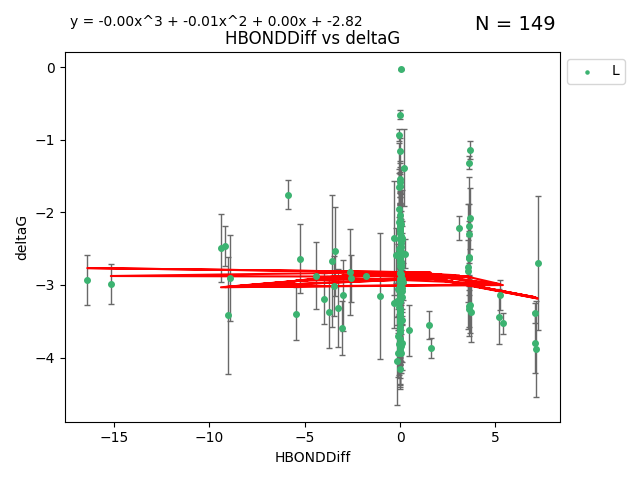 y = -0.00x^3 + -0.01x^2 + 0.00x + -2.82
N = 149
HBONDDiff vs deltaG
L
0
−1
−2
−3
−4
deltaG
−15
−10
−5
0
5
HBONDDiff